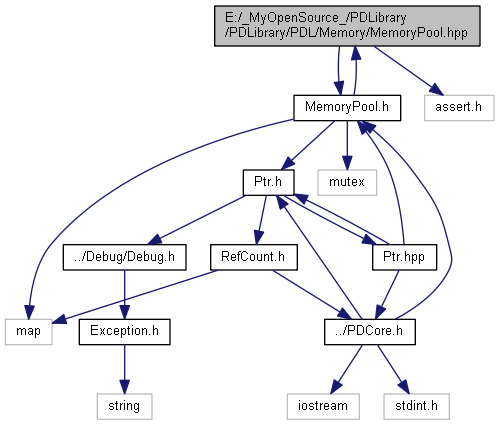 E:/_MyOpenSource_/PDLibrary
/PDLibrary/PDL/Memory/MemoryPool.hpp
MemoryPool.h
assert.h
Ptr.h
mutex
../Debug/Debug.h
RefCount.h
Ptr.hpp
map
Exception.h
../PDCore.h
string
iostream
stdint.h